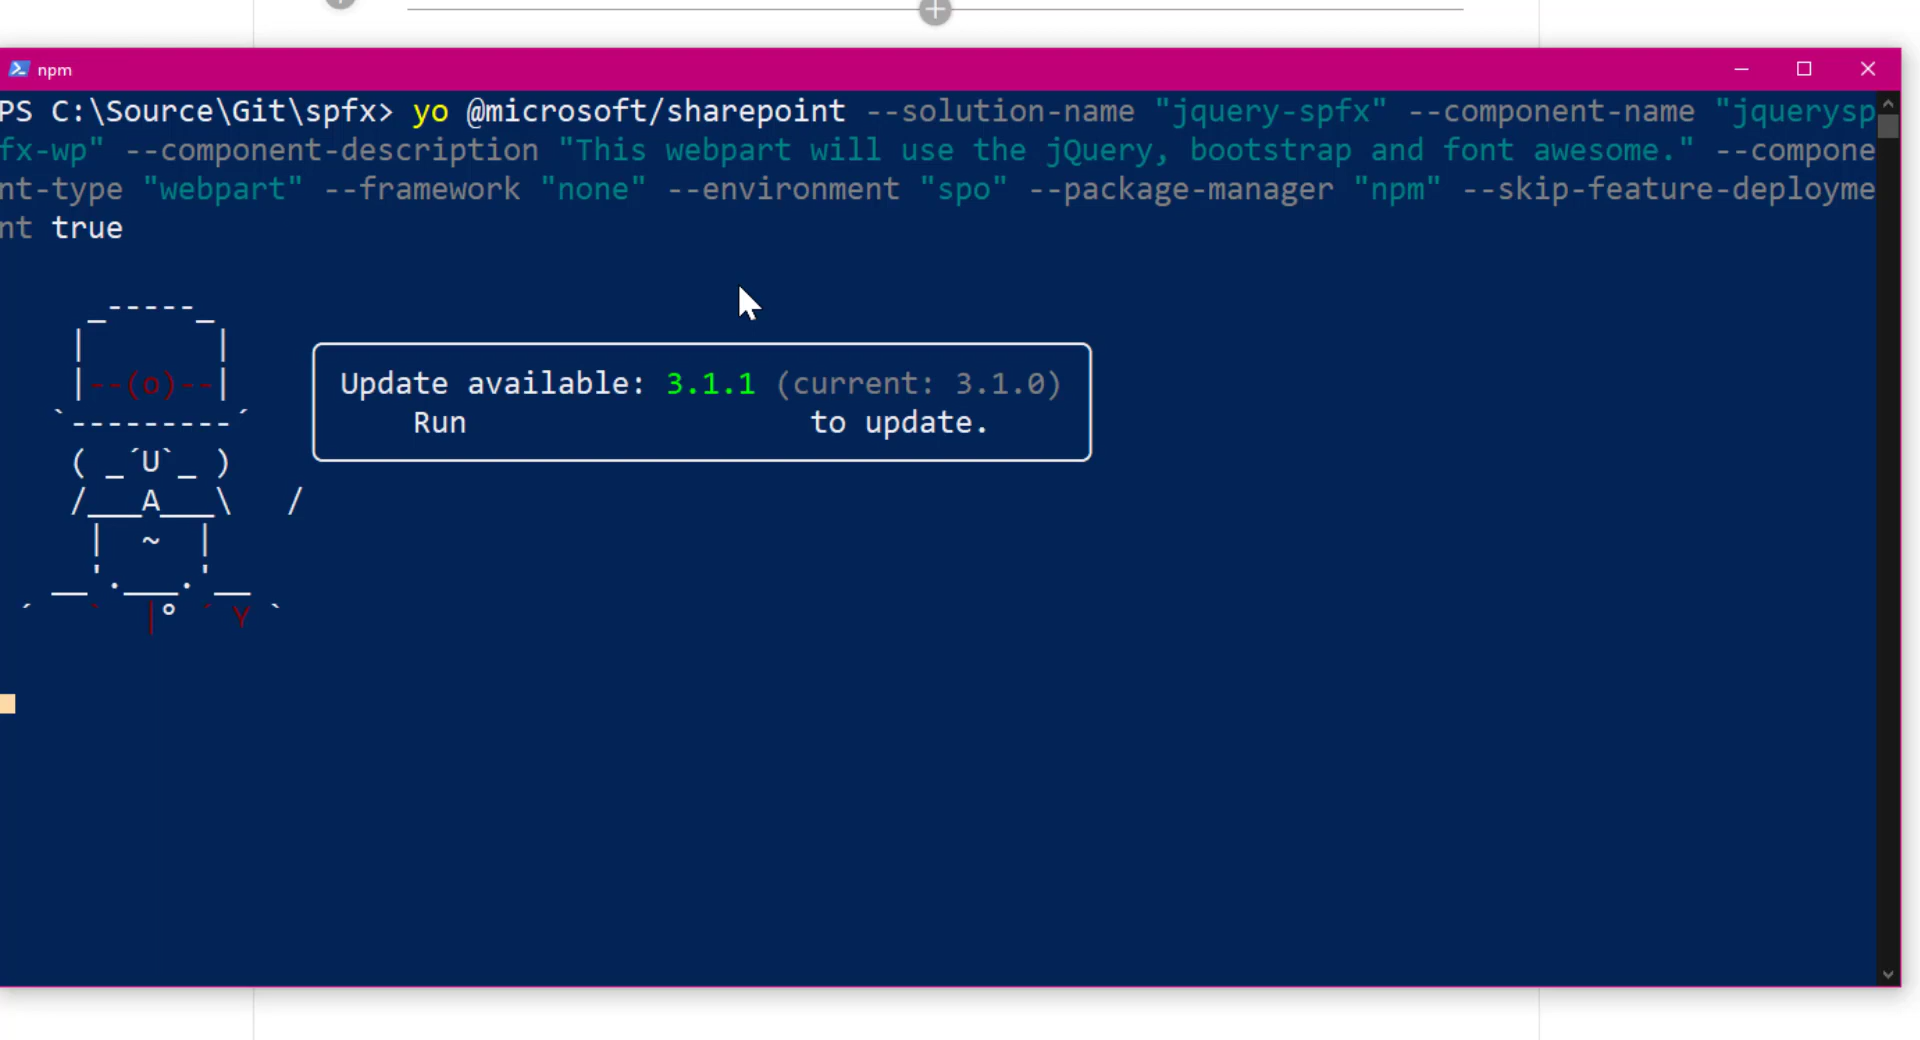 npm
PS C:\Source\Git\spfx> yo @microsoft/sharepoint --solution-name "jquery-spfx" --component-name "jquerysp
fx-wp" --component-description "This webpart will use the jQuery, bootstrap and font awesome." --compone
nt-type "webpart" --framework "none" --environment "spo" --package-manager "npm" --skip-feature-deployme
nt true
Update available: 3.1.1 (current: 3.1.0)
Run to update.